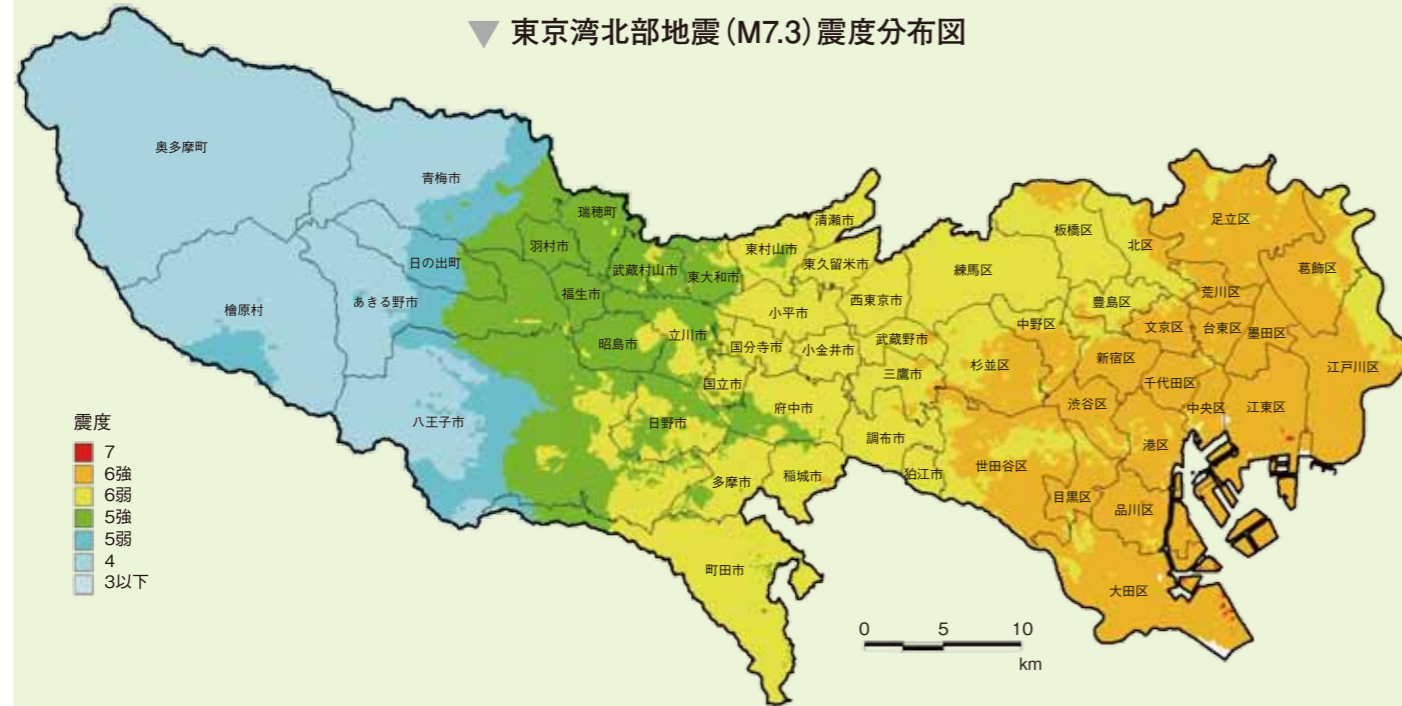 ▼ 東京湾北部地震(M7.3)震度分布図
奥多摩町
青梅市
瑞穂町
羽村市
日の出町
檜原村
あきる野市
福生市
武蔵村山市
東大和市
東村山市
清瀬市
東久留米市
西東京市
小平市
昭島市
立川市
国分寺市
小金井市
武蔵野市
三鷹市
国立市
府中市
日野市
八王子市
調布市
狛江市
稲城市
多摩市
町田市
練馬区
板橋区
北区
足立区
葛飾区
豊島区
荒川区
中野区
文京区
台東区
墨田区
杉並区
新宿区
千代田区
江戸川区
渋谷区
中央区
江東区
港区
世田谷区
目黒区
品川区
大田区
震度
7
6強
6弱
5強
5弱
4
3以下
0 5 10
km